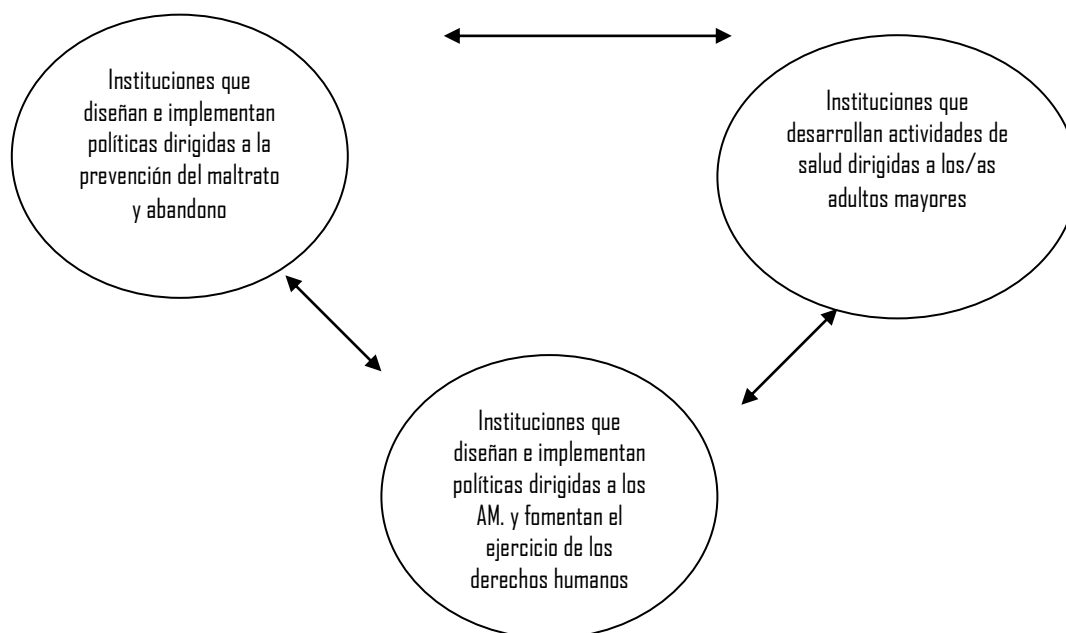 Instituciones que
diseñan e implementan
políticas dirigidas a la
prevención del maltrato
y abandono
Instituciones que
desarrollan actividades de
salud dirigidas a los/as
adultos mayores
Instituciones que
diseñan e implementan
políticas dirigidas a los
AM. y fomentan el
ejercicio de los
derechos humanos